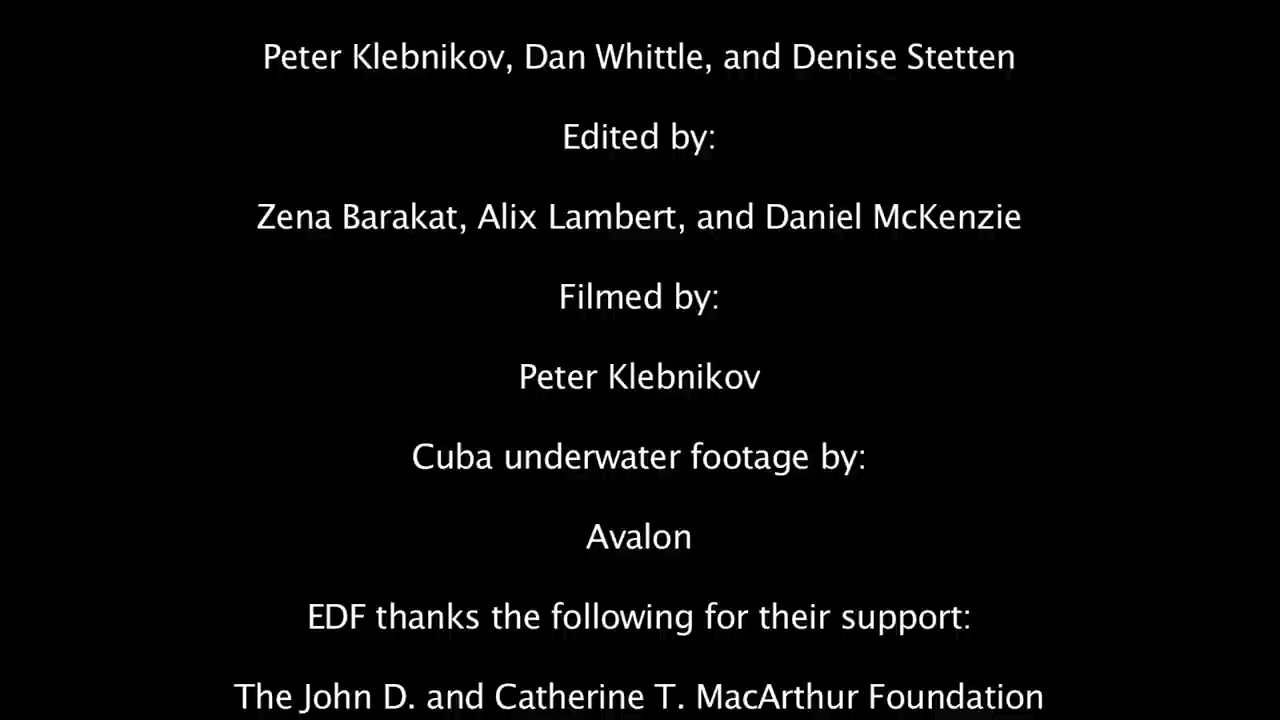 Peter Klebnikov, Dan Whittle, and Denise Stetten
Edited by:
Zena Barakat, Alix Lambert, and Daniel McKenzie
Filmed by:
Peter Klebnikov
Cuba underwater footage by:
Avalon
EDF thanks the following for their support:
The John D. and Catherine T. MacArthur Foundation